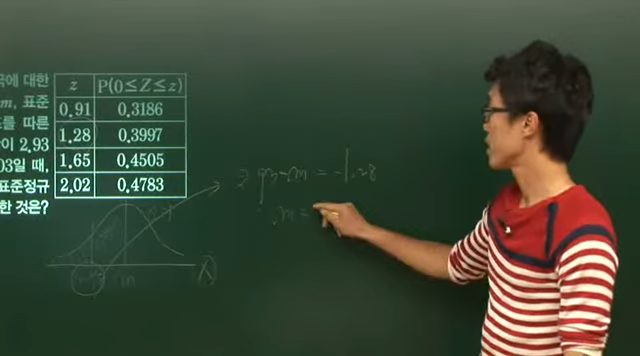 z P(0≤Z≤z)
0.91 0.3186
1.28 0.3997
1.65 0.4505
2.02 0.4783
대한
m, 표준
를 따른
이 2.93
03일 때,
표준정규
한 것은?
= -1.28
m =
m